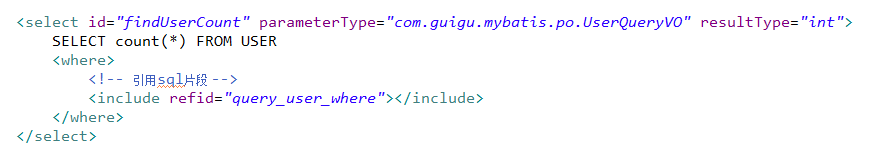 <select id="findUserCount" parameterType="com.guigu.mybatis.po.UserQueryVO" resultType="int">
SELECT count(*) FROM USER
<where>
<!-- 引用sql片段 -->
<include refid="query_user_where"></include>
</where>
</select>